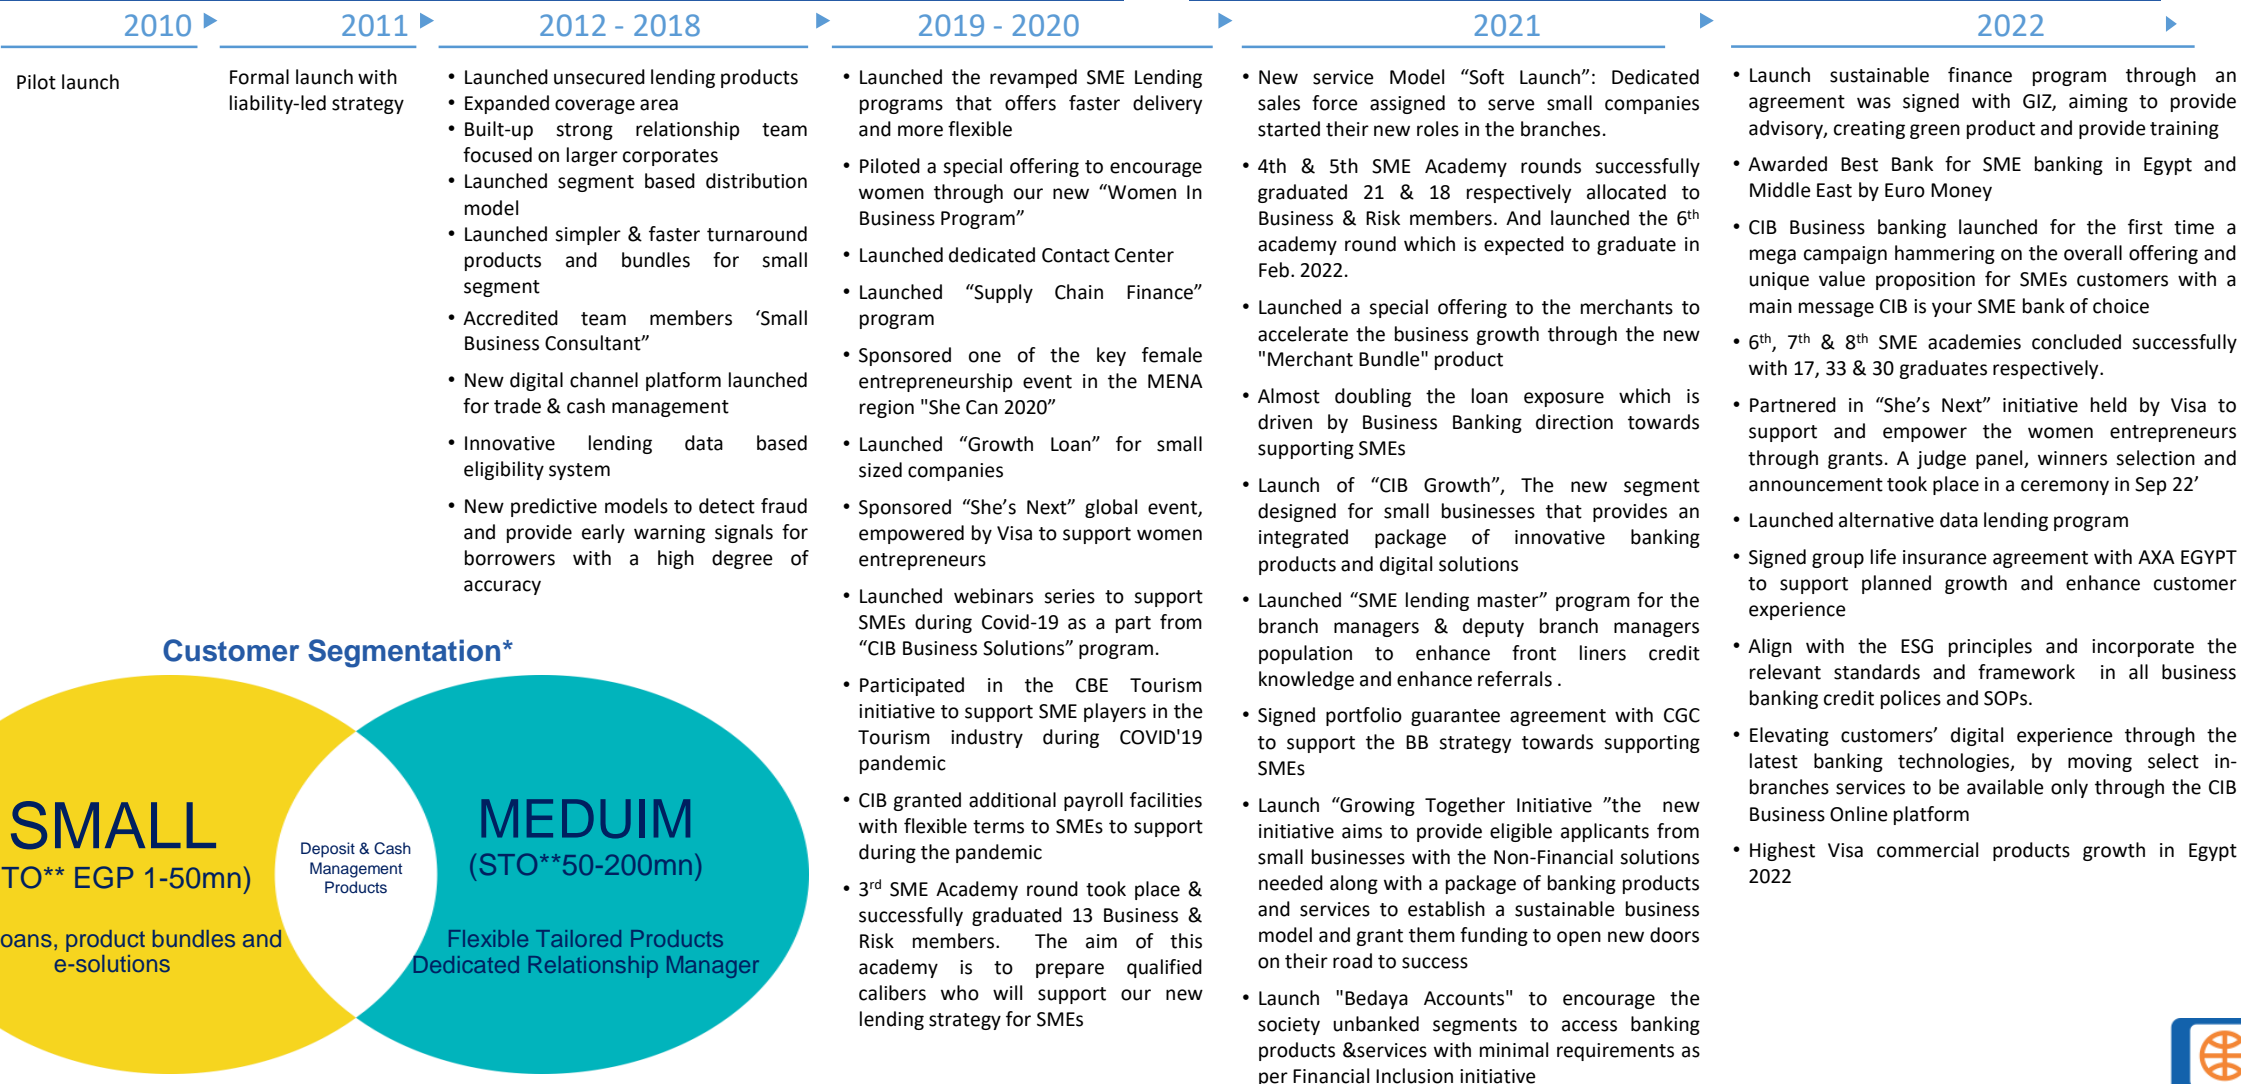 2010
2011
2012 - 2018
2019 - 2020
2021
2022
Pilot launch
Formal launch with
liability-led strategy
• Launched unsecured lending products
• Expanded coverage area
• Built-up strong relationship team
focused on larger corporates
• Launched segment based distribution
model
• Launched simpler & faster turnaround
products and bundles for small
segment
• Accredited team members ‘Small
Business Consultant”
• New digital channel platform launched
for trade & cash management
• Innovative lending data based
eligibility system
• New predictive models to detect fraud
and provide early warning signals for
borrowers with a high degree of
accuracy
• Launched the revamped SME Lending
programs that offers faster delivery
and more flexible
• Piloted a special offering to encourage
women through our new “Women In
Business Program”
• Launched dedicated Contact Center
• Launched “Supply Chain Finance”
program
• Sponsored one of the key female
entrepreneurship event in the MENA
region "She Can 2020”
• Launched “Growth Loan” for small
sized companies
• Sponsored “She’s Next” global event,
empowered by Visa to support women
entrepreneurs
• Launched webinars series to support
SMEs during Covid-19 as a part from
“CIB Business Solutions” program.
• Participated in the CBE Tourism
initiative to support SME players in the
Tourism industry during COVID'19
pandemic
• CIB granted additional payroll facilities
with flexible terms to SMEs to support
during the pandemic
• 3rd SME Academy round took place &
successfully graduated 13 Business &
Risk members. The aim of this
academy is to prepare qualified
calibers who will support our new
lending strategy for SMEs
• New service Model “Soft Launch”: Dedicated
sales force assigned to serve small companies
started their new roles in the branches.
• 4th & 5th SME Academy rounds successfully
graduated 21 & 18 respectively allocated to
Business & Risk members. And launched the 6th
academy round which is expected to graduate in
Feb. 2022.
• Launched a special offering to the merchants to
accelerate the business growth through the new
"Merchant Bundle" product
• Almost doubling the loan exposure which is
driven by Business Banking direction towards
supporting SMEs
• Launch of “CIB Growth”, The new segment
designed for small businesses that provides an
integrated package of innovative banking
products and digital solutions
• Launched “SME lending master” program for the
branch managers & deputy branch managers
population to enhance front liners credit
knowledge and enhance referrals .
• Signed portfolio guarantee agreement with CGC
to support the BB strategy towards supporting
SMEs
• Launch “Growing Together Initiative ”the new
initiative aims to provide eligible applicants from
small businesses with the Non-Financial solutions
needed along with a package of banking products
and services to establish a sustainable business
model and grant them funding to open new doors
on their road to success
• Launch "Bedaya Accounts" to encourage the
society unbanked segments to access banking
products &services with minimal requirements as
per Financial Inclusion initiative
• Launch sustainable finance program through an
agreement was signed with GIZ, aiming to provide
advisory, creating green product and provide training
• Awarded Best Bank for SME banking in Egypt and
Middle East by Euro Money
• CIB Business banking launched for the first time a
mega campaign hammering on the overall offering and
unique value proposition for SMEs customers with a
main message CIB is your SME bank of choice
• 6th, 7th & 8th SME academies concluded successfully
with 17, 33 & 30 graduates respectively.
• Partnered in “She’s Next” initiative held by Visa to
support and empower the women entrepreneurs
through grants. A judge panel, winners selection and
announcement took place in a ceremony in Sep 22’
• Launched alternative data lending program
• Signed group life insurance agreement with AXA EGYPT
to support planned growth and enhance customer
experience
• Align with the ESG principles and incorporate the
relevant standards and framework in all business
banking credit polices and SOPs.
• Elevating customers’ digital experience through the
latest banking technologies, by moving select in-
branches services to be available only through the CIB
Business Online platform
• Highest Visa commercial products growth in Egypt
2022
Customer Segmentation*
SMALL
TO** EGP 1-50mn)
oans, product bundles and
e-solutions
Deposit & Cash
Management
Products
MEDUIM
(STO**50-200mn)
Flexible Tailored Products
Dedicated Relationship Manager